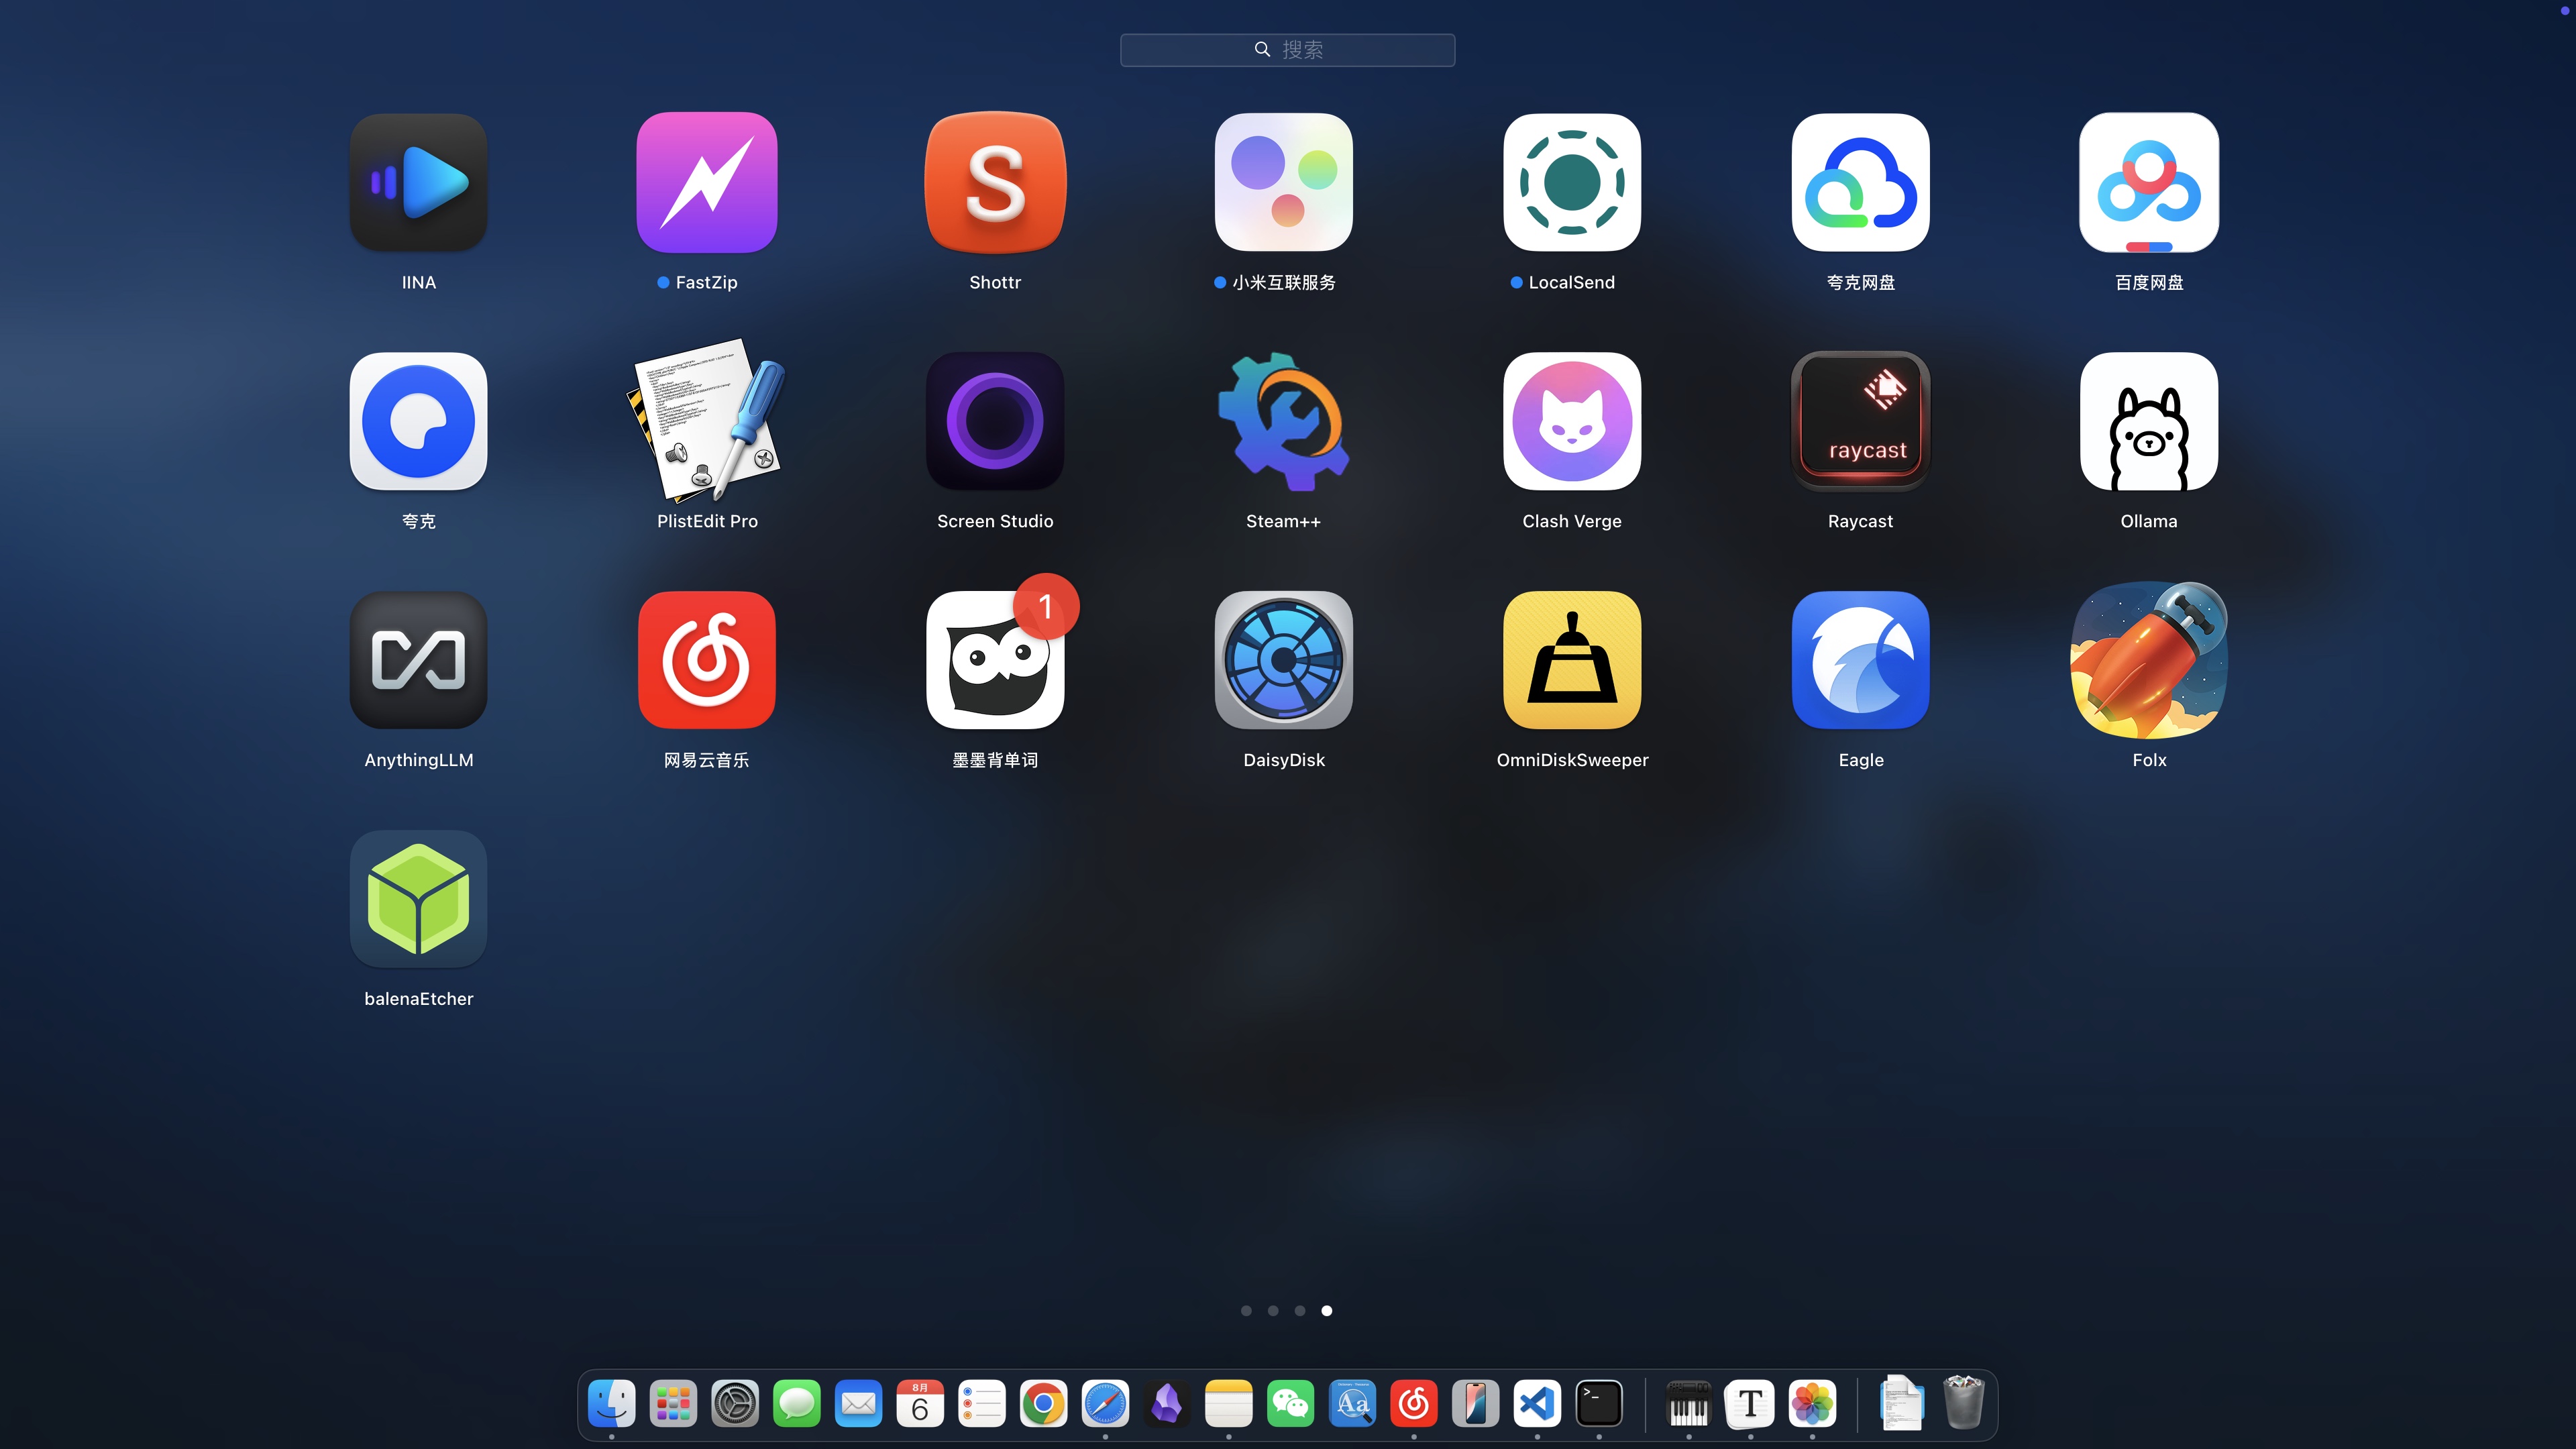 搜索
IINA
FastZip
Shottr
小米互联服务
LocalSend
夸克网盘
百度网盘
raycast
夸克
PlistEdit Pro
Screen Studio
Steam++
Clash Verge
Raycast
Ollama
1
AnythingLLM
网易云音乐
墨墨背单词
DaisyDisk
OmniDiskSweeper
Eagle
Folx
balenaEtcher
8月
6
Aa
>_
T